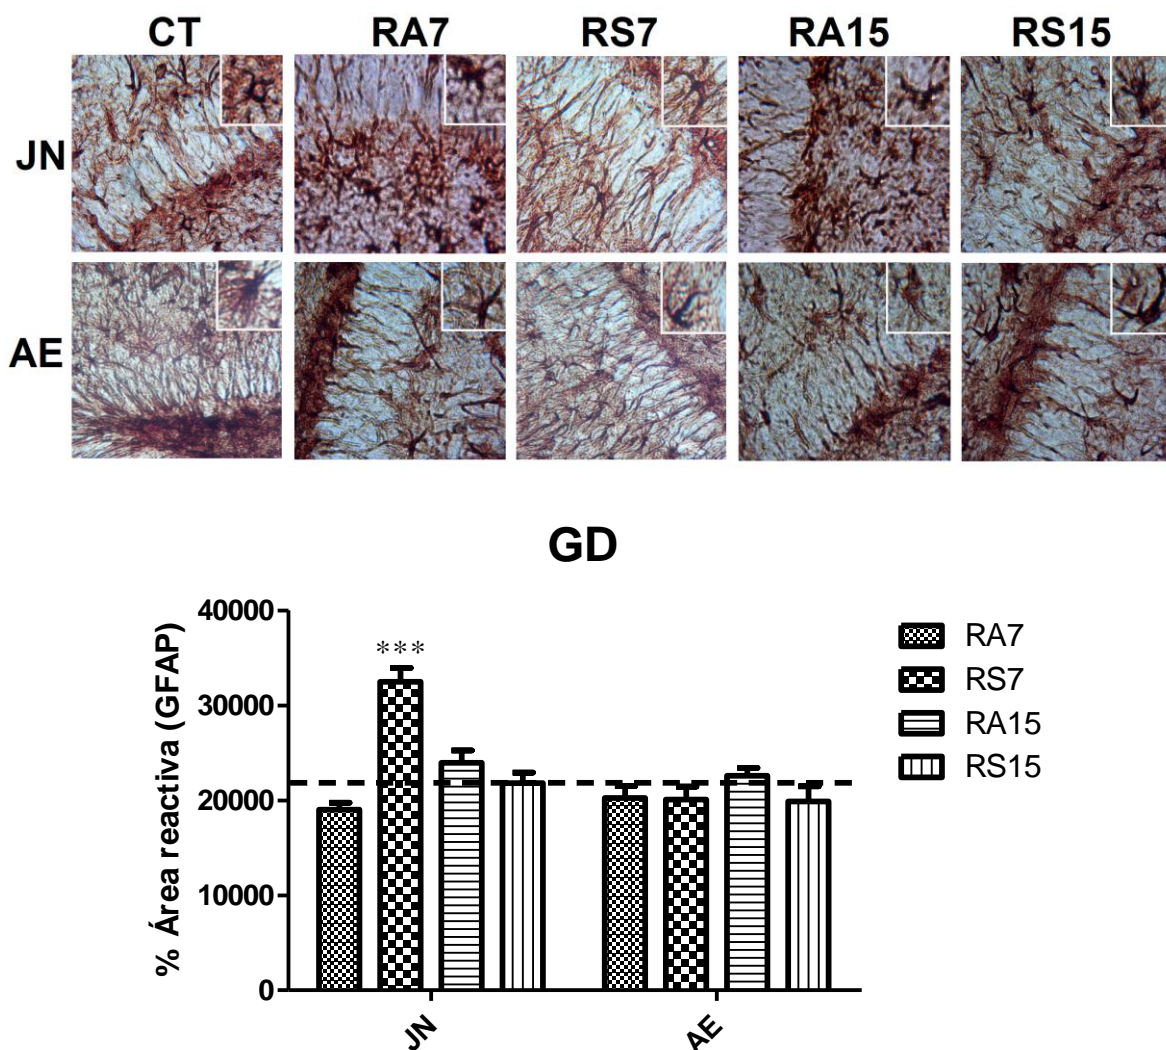 CT RA7 RS7 RA15 RS15
JN
AE
GD
% Área reactiva (GFAP)
40000
30000
20000
10000
0
***
JN
AE
RA7
RS7
RA15
RS15